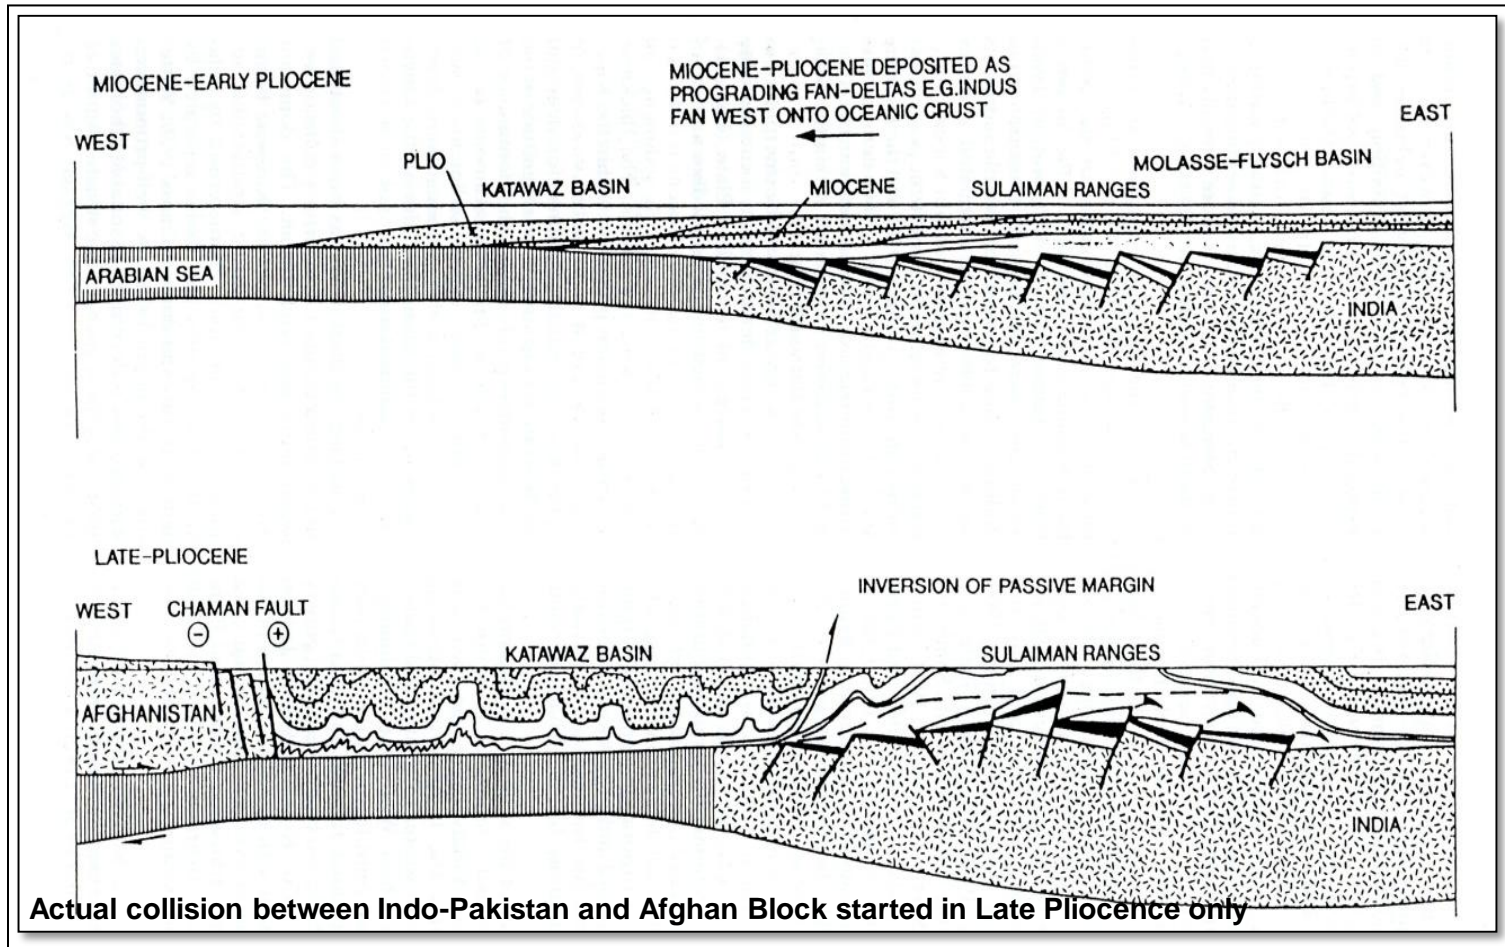 MIOCENE-EARLY PLIOCENE
MIOCENE-PLIOCENE DEPOSITED AS
PROGRADING FAN-DELTAS E.G.INDUS
FAN WEST ONTO OCEANIC CRUST
WEST
EAST
PLIO
KATAWAZ BASIN
MIOCENE
SULAIMAN RANGES
MOLASSE-FLYSCH BASIN
ARABIAN SEA
INDIA
LATE-PLIOCENE
WEST
CHAMAN FAULT
- +
INVERSION OF PASSIVE MARGIN
EAST
KATAWAZ BASIN
SULAIMAN RANGES
AFGHANISTAN
INDIA
Actual collision between Indo-Pakistan and Afghan Block started in Late Pliocence only